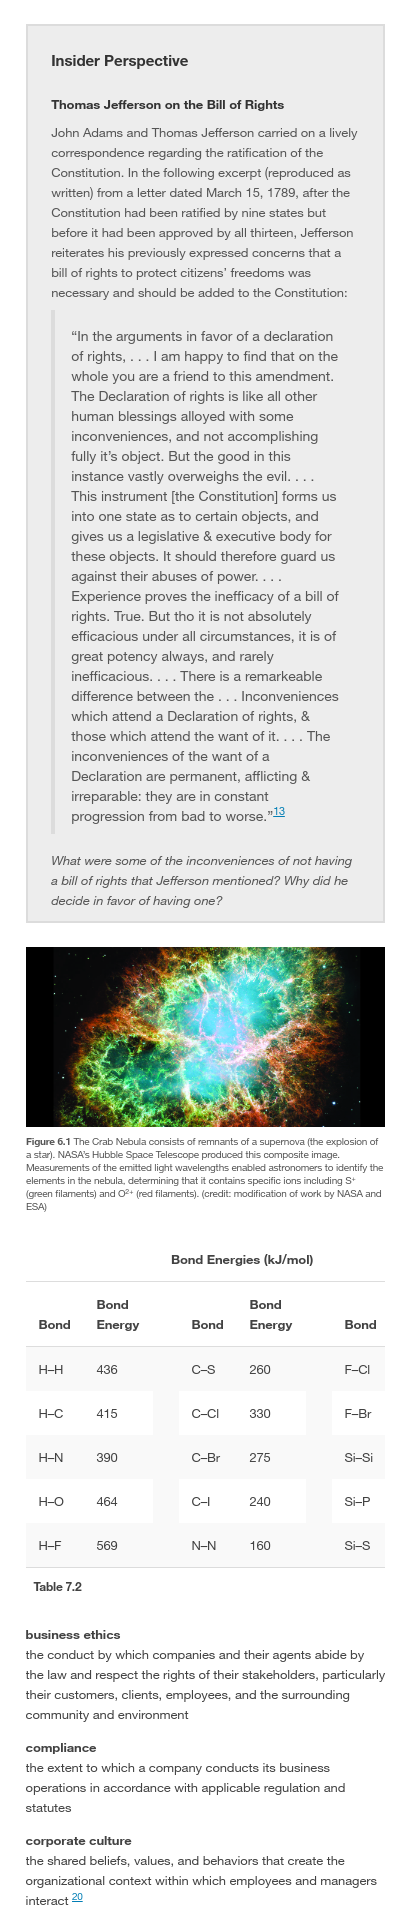 Insider Perspective
Thomas Jefferson on the Bill of Rights
John Adams and Thomas Jefferson carried on a lively
correspondence regarding the ratification of the
Constitution. In the following excerpt (reproduced as
written) from a letter dated March 15, 1789, after the
Constitution had been ratified by nine states but
before it had been approved by all thirteen, Jefferson
reiterates his previously expressed concerns that a
bill of rights to protect citizens’ freedoms was
necessary and should be added to the Constitution:
“In the arguments in favor of a declaration
of rights, . . . I am happy to find that on the
whole you are a friend to this amendment.
The Declaration of rights is like all other
human blessings alloyed with some
inconveniences, and not accomplishing
fully it’s object. But the good in this
instance vastly overweighs the evil. . . .
This instrument [the Constitution] forms us
into one state as to certain objects, and
gives us a legislative & executive body for
these objects. It should therefore guard us
against their abuses of power. . . .
Experience proves the inefficacy of a bill of
rights. True. But tho it is not absolutely
efficacious under all circumstances, it is of
great potency always, and rarely
inefficacious. . . . There is a remarkeable
difference between the . . . Inconveniences
which attend a Declaration of rights, &
those which attend the want of it. . . . The
inconveniences of the want of a
Declaration are permanent, afflicting &
irreparable: they are in constant
progression from bad to worse.”13
What were some of the inconveniences of not having
a bill of rights that Jefferson mentioned? Why did he
decide in favor of having one?
Figure 6.1 The Crab Nebula consists of remnants of a supernova (the explosion of
a star). NASA’s Hubble Space Telescope produced this composite image.
Measurements of the emitted light wavelengths enabled astronomers to identify the
elements in the nebula, determining that it contains specific ions including S⁺
(green filaments) and O²⁺ (red filaments). (credit: modification of work by NASA and
ESA)
Bond Energies (kJ/mol)
Bond Bond Energy Bond Bond Energy Bond
H–H 436 C–S 260 F–Cl
H–C 415 C–Cl 330 F–Br
H–N 390 C–Br 275 Si–Si
H–O 464 C–I 240 Si–P
H–F 569 N–N 160 Si–S
Table 7.2
business ethics
the conduct by which companies and their agents abide by
the law and respect the rights of their stakeholders, particularly
their customers, clients, employees, and the surrounding
community and environment
compliance
the extent to which a company conducts its business
operations in accordance with applicable regulation and
statutes
corporate culture
the shared beliefs, values, and behaviors that create the
organizational context within which employees and managers
interact 20